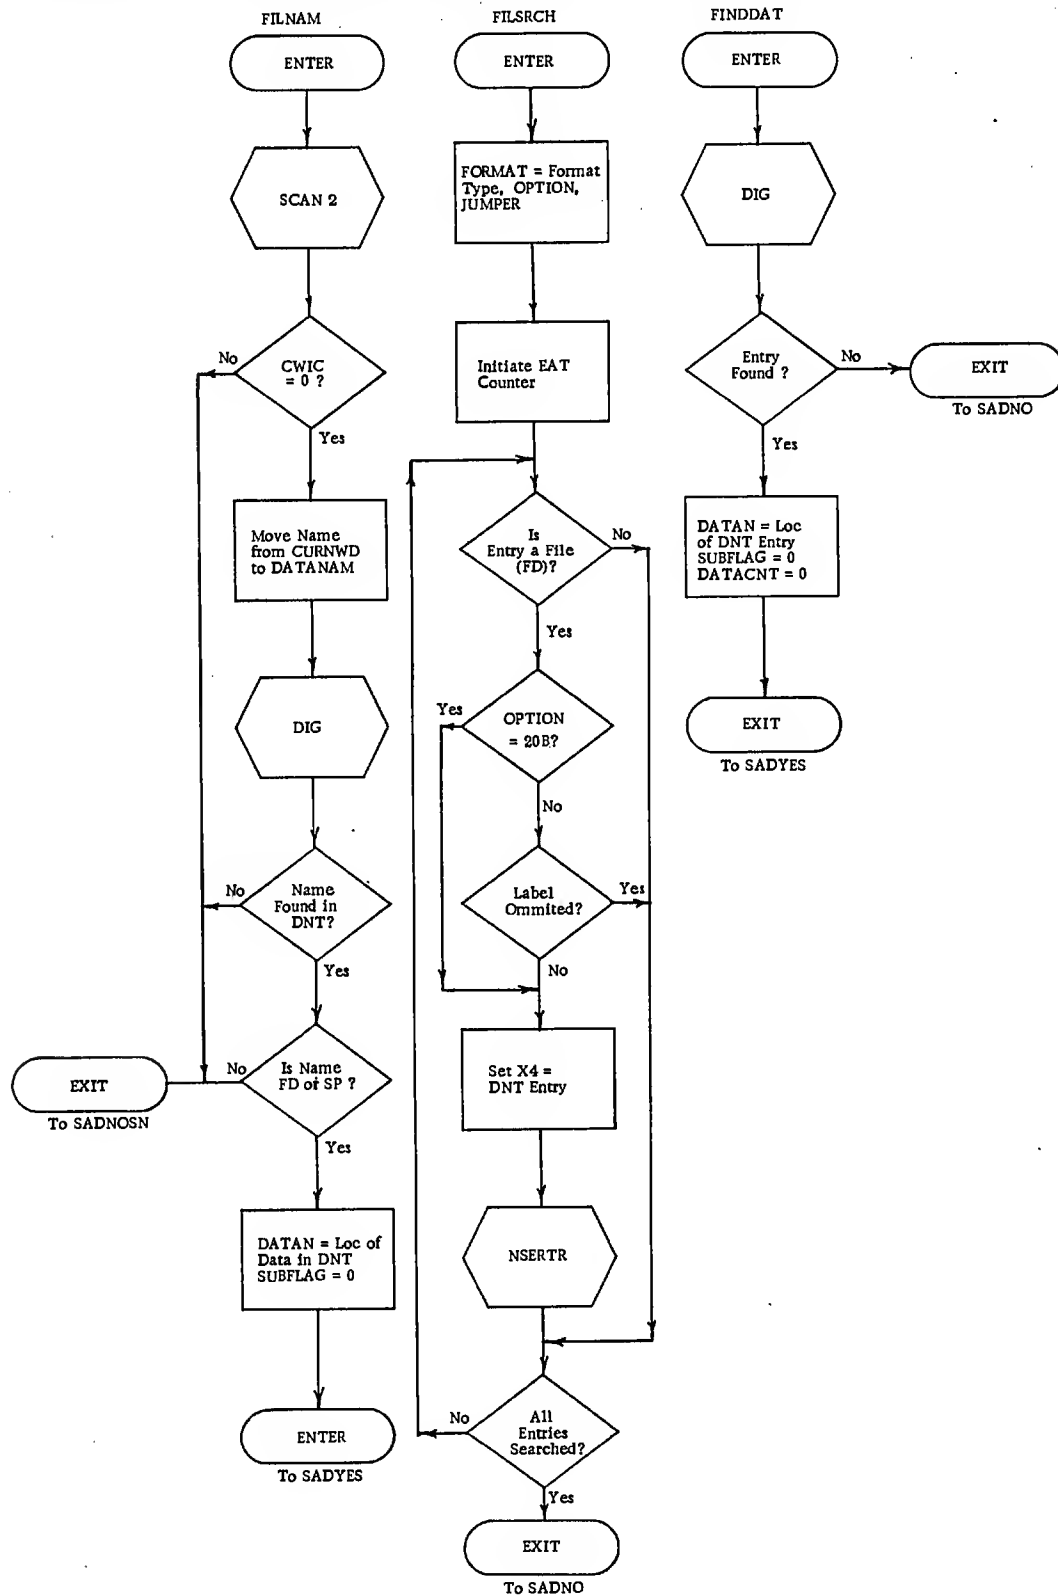 FILNAM
ENTER
SCAN 2
CWIC
= 0 ?
No
Yes
Move Name
from CURNWD
to DATANAM
DIG
Name
Found in
DNT?
No
Yes
Is Name
FD or SP ?
No
EXIT
To SADNOSN
Yes
DATAN = Loc of
Data in DNT
SUBFLAG = 0
ENTER
To SADYES
FILSRCH
ENTER
FORMAT = Format
Type, OPTION,
JUMPER
Initiate EAT
Counter
Is
Entry a File
(FD)?
No
Yes
OPTION
= 20B?
Yes
No
Label
Ommited?
Yes
No
Set X4 =
DNT Entry
NSERTR
All
Entries
Searched?
No
Yes
EXIT
To SADNO
FINDDAT
ENTER
DIG
Entry
Found ?
No
EXIT
To SADNO
Yes
DATAN = Loc
of DNT Entry
SUBFLAG = 0
DATACNT = 0
EXIT
To SADYES